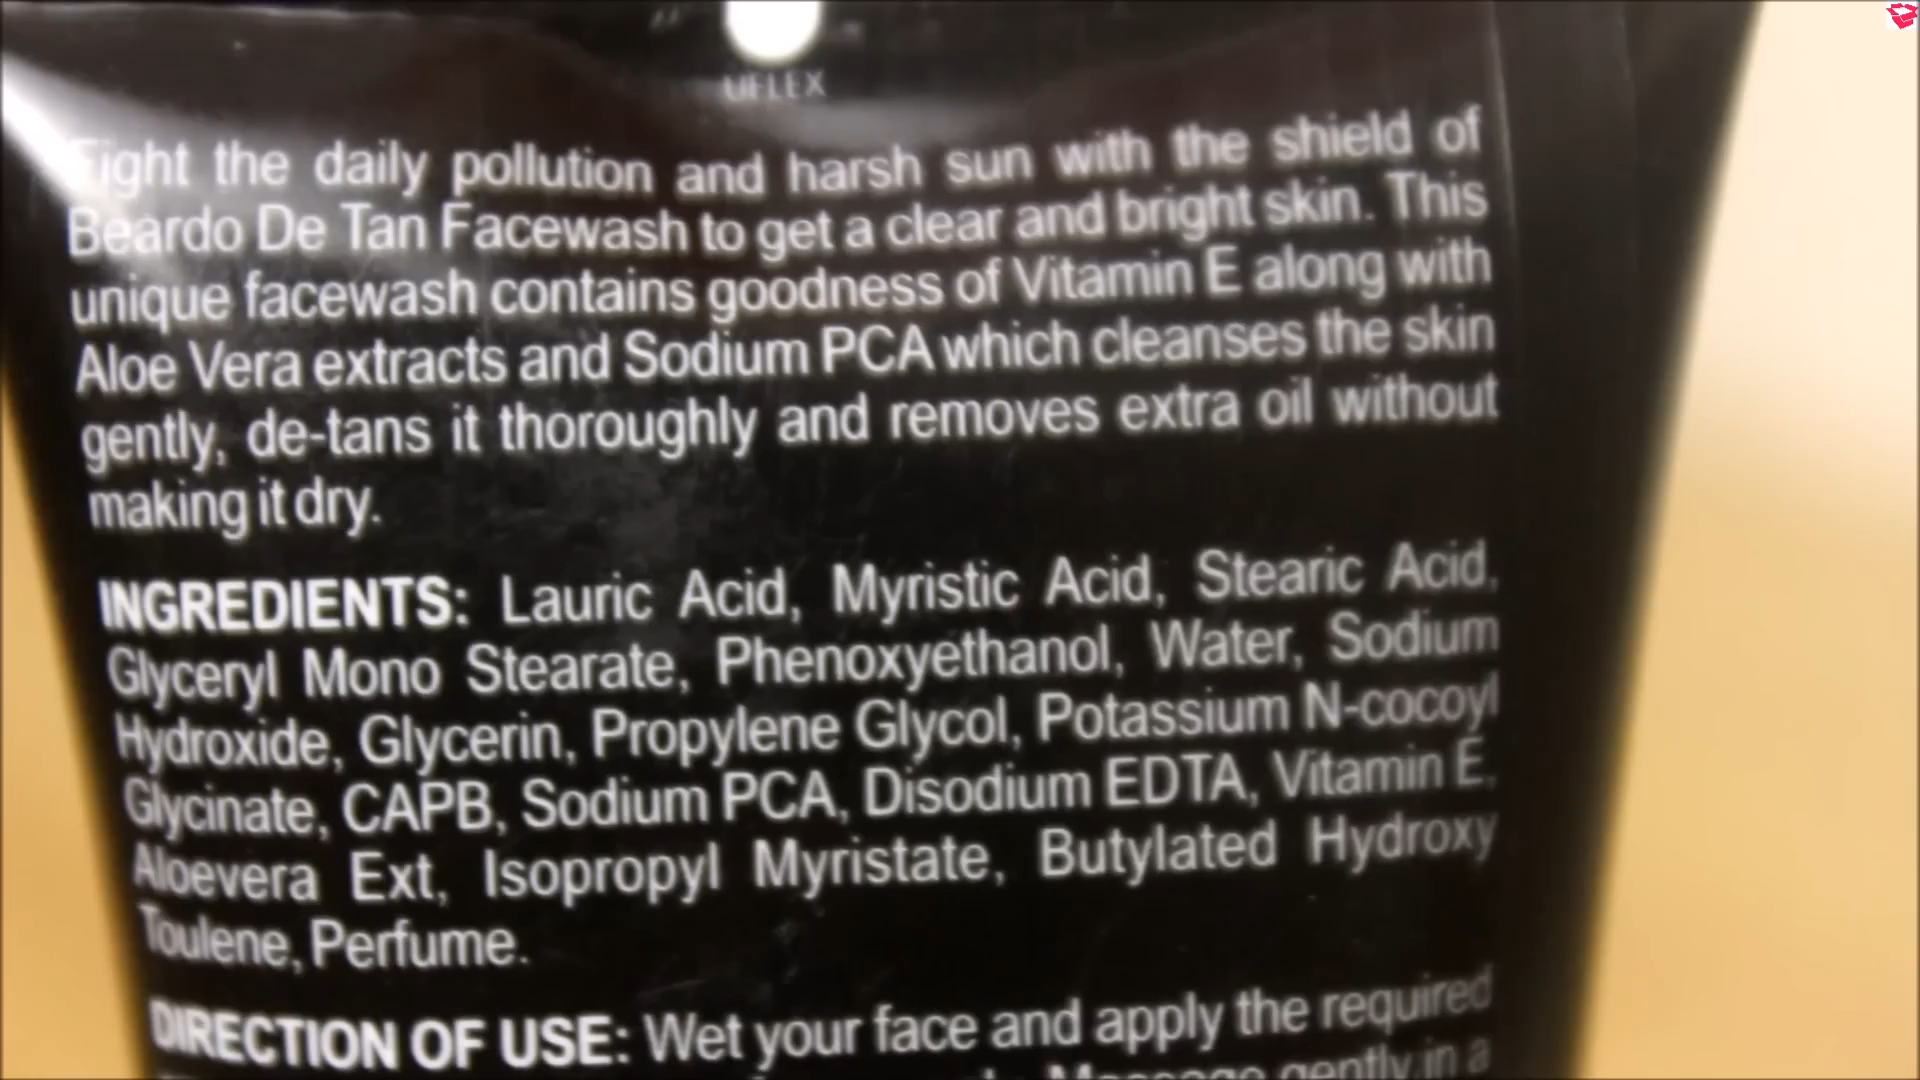 UFLEX
Fight the daily pollution and harsh sun with the shield of
Beardo De Tan Facewash to get a clear and bright skin. This
unique facewash contains goodness of Vitamin E along with
Aloe Vera extracts and Sodium PCA which cleanses the skin
gently, de-tans it thoroughly and removes extra oil without
making it dry.
INGREDIENTS: Lauric Acid, Myristic Acid, Stearic Acid,
Glyceryl Mono Stearate, Phenoxyethanol, Water, Sodium
Hydroxide, Glycerin, Propylene Glycol, Potassium N-cocoyl
Glycinate, CAPB, Sodium PCA, Disodium EDTA, Vitamin E,
Aloevera Ext, Isopropyl Myristate, Butylated Hydroxy
Toulene, Perfume.
DIRECTION OF USE: Wet your face and apply the required
gently in a